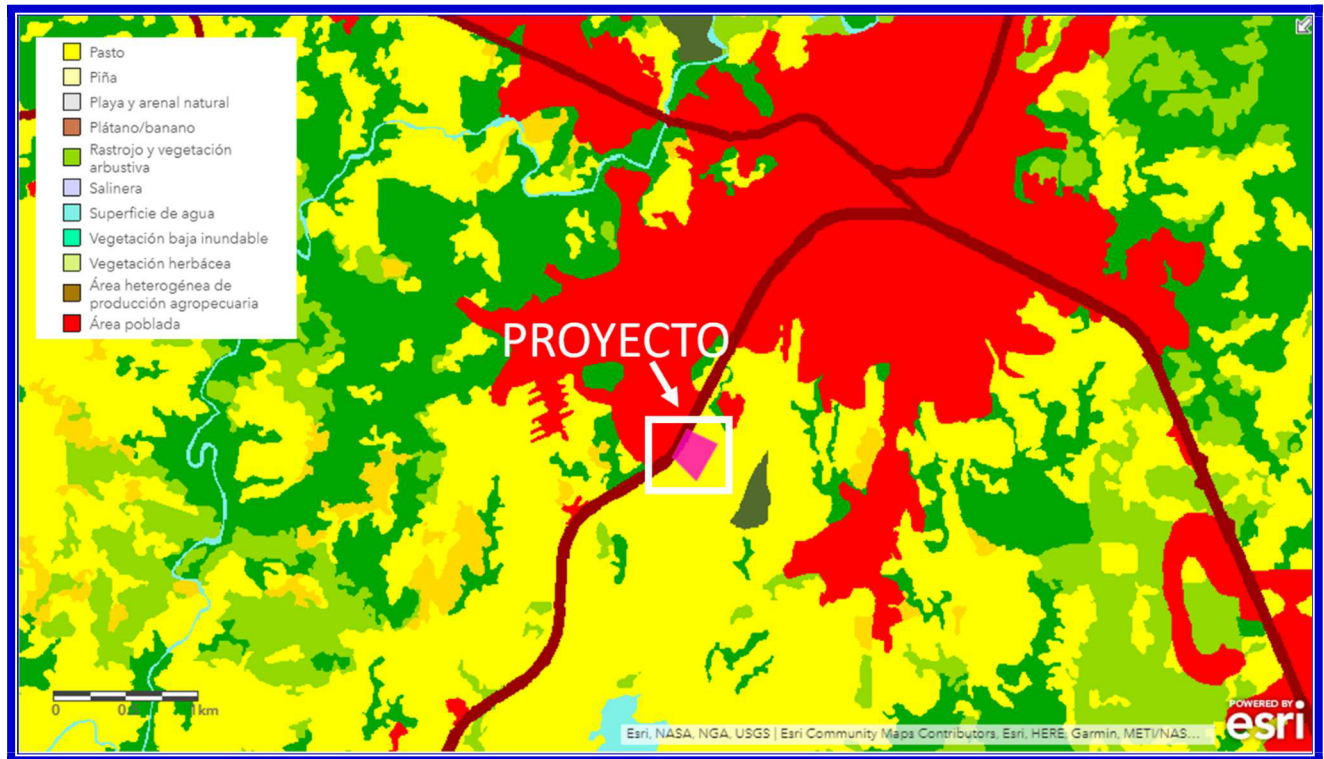 Pasto
Piña
Playa y arenal natural
Plátano/banano
Rastrojo y vegetación
arbustiva
Salinera
Superficie de agua
Vegetación baja inundable
Vegetación herbácea
Área heterogénea de
producción agropecuaria
Área poblada
PROYECTO
0
1km
POWERED BY
esri
Esri, NASA, NGA, USGS | Esri Community Maps Contributors, Esri, HERE, Garmin, METI/NAS...